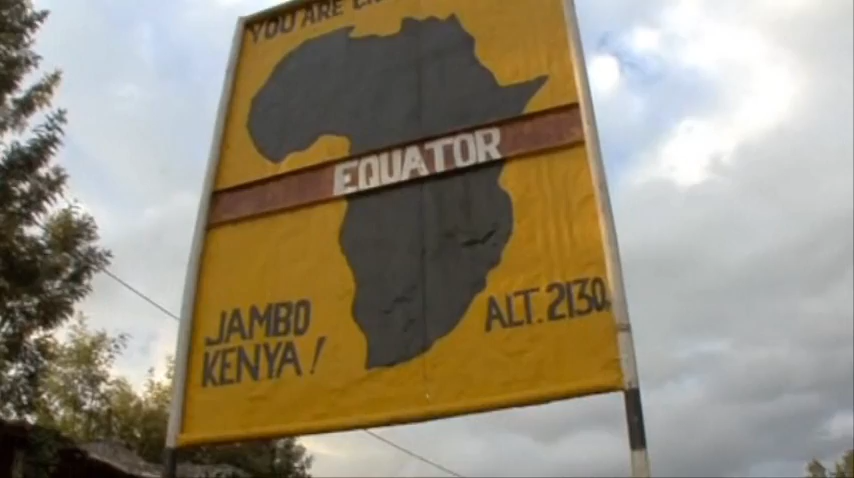 YOU ARE
EQUATOR
JAMBO
KENYA!
ALT. 2130